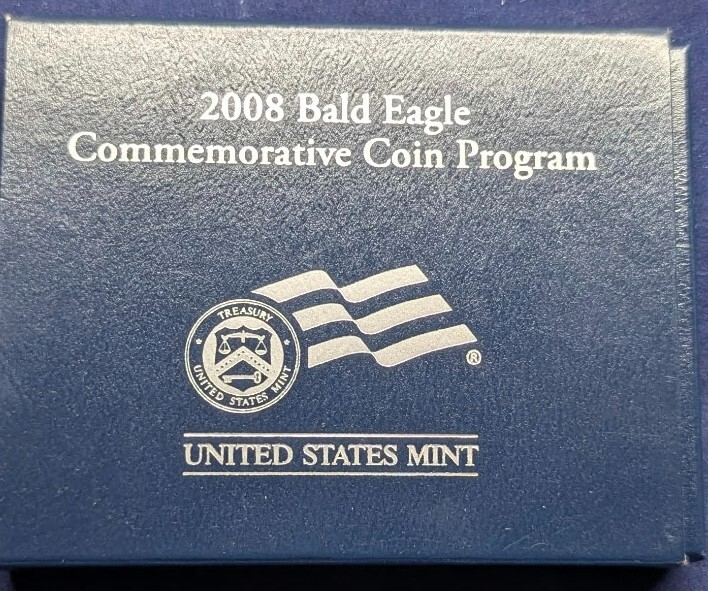 2008 Bald Eagle
Commemorative Coin Program
TREASURY
UNITED STATES MINT
®
UNITED STATES MINT